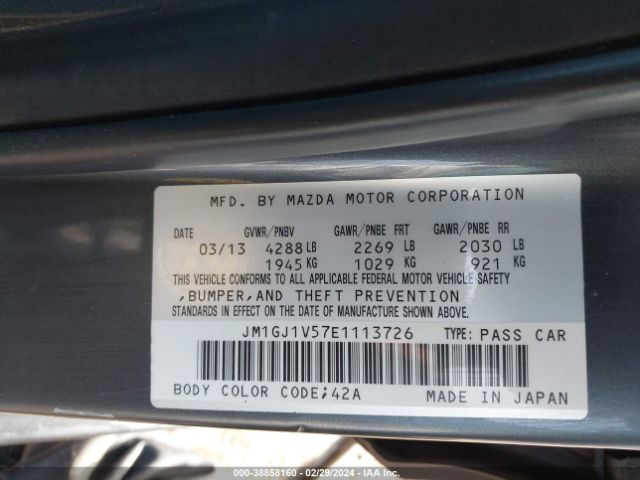 MFD. BY MAZDA MOTOR CORPORATION
DATE GVWR/PNBV GAWR/PNBE FRT GAWR/PNBE RR
03/13 4288 LB 2269 LB 2030 LB
1945 KG 1029 KG 921 KG
THIS VEHICLE CONFORMS TO ALL APPLICABLE FEDERAL MOTOR VEHICLE SAFETY
,BUMPER,AND THEFT PREVENTION
STANDARDS IN EFFECT ON THE DATE OF MANUFACTURE SHOWN ABOVE.
JM1GJ1V57E1113726 TYPE: PASS CAR
BODY COLOR CODE;42A MADE IN JAPAN
000-38858160 - 02/29/2024 - IAA Inc.